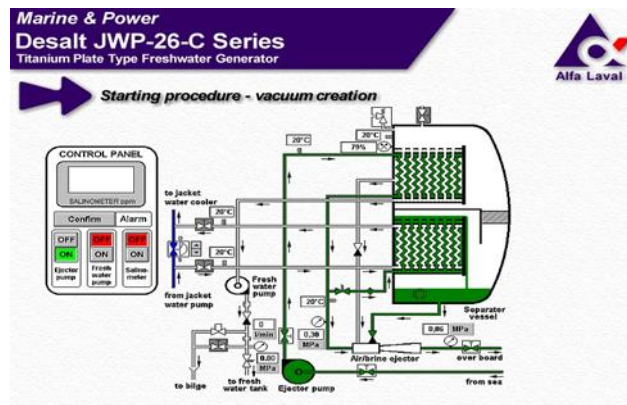 Marine & Power
Desalt JWP-26-C Series
Titanium Plate Type Freshwater Generator
Alfa Laval
Starting procedure - vacuum creation
CONTROL PANEL
SALINOMETER ppm
Confirm
Alarm
OFF
OFF
OFF
ON
ON
ON
Ejector pump
Fresh water pump
Salino-meter
to jacket
water cooler
20°C
20°C
79%
20°C
20°C
from jacket
water pump
Fresh
water pump
20°C
0
l/min
0,30
MPa
0,06 MPa
Separater
vessel
Air/brine ejector
over board
0.00
MPa
to bilge
to fresh
water tank
Ejector pump
from sea